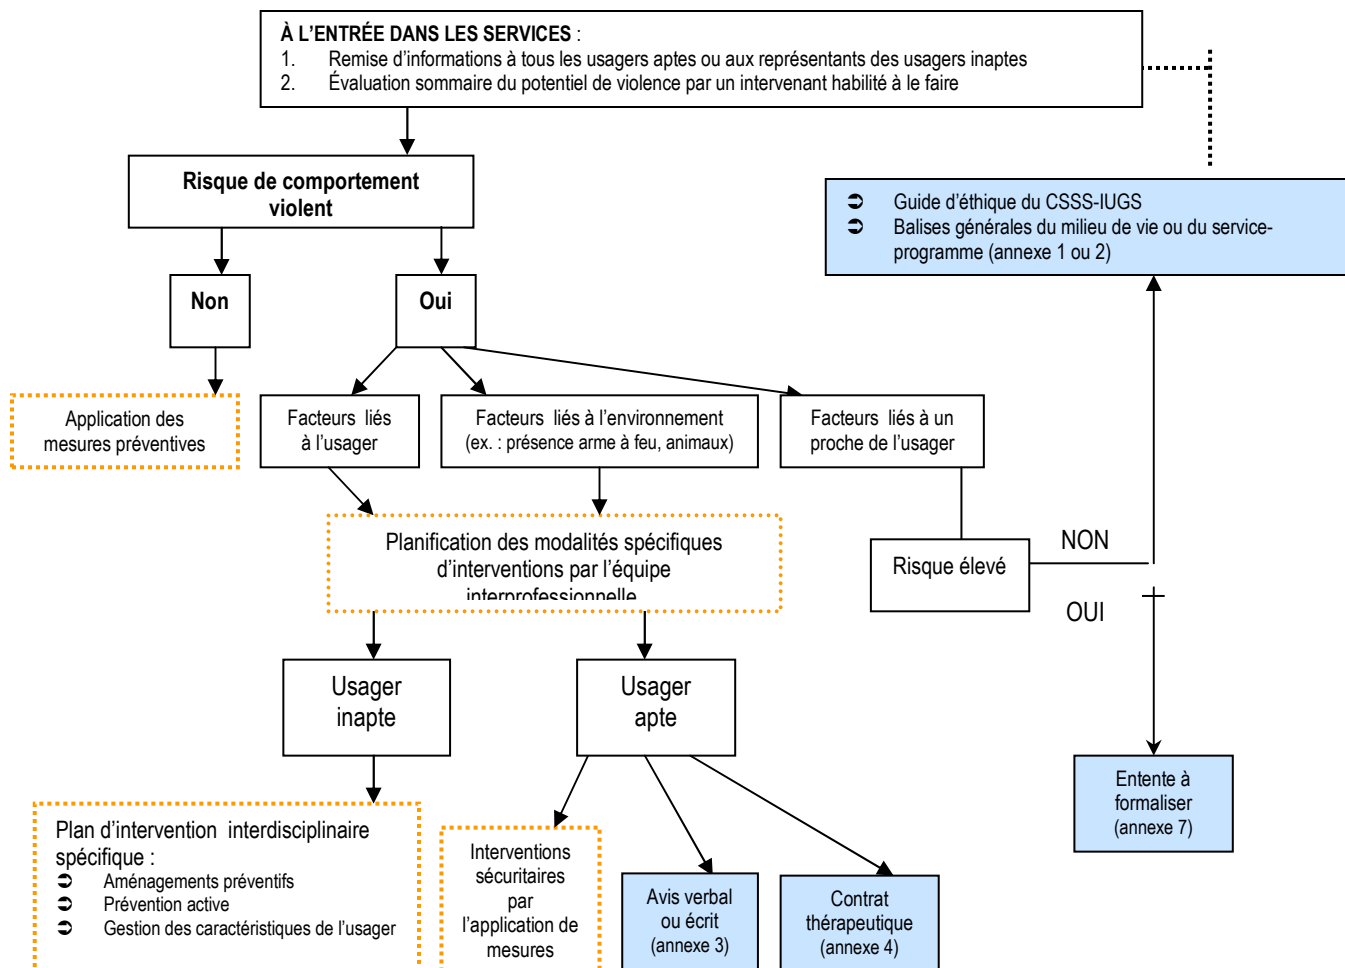 À L'ENTRÉE DANS LES SERVICES :
1. Remise d'informations à tous les usagers aptes ou aux représentants des usagers inaptes
2. Évaluation sommaire du potentiel de violence par un intervenant habilité à le faire
Risque de comportement
violent
➲ Guide d'éthique du CSSS-IUGS
➲ Balises générales du milieu de vie ou du service-
programme (annexe 1 ou 2)
Non
Oui
Application des
mesures préventives
Facteurs liés
à l'usager
Facteurs liés à l'environnement
(ex. : présence arme à feu, animaux)
Facteurs liés à un
proche de l'usager
Planification des modalités spécifiques
d'interventions par l'équipe
interprofessionnelle
Risque élevé
NON
OUI
Usager
inapte
Usager
apte
Entente à
formaliser
(annexe 7)
Plan d'intervention interdisciplinaire
spécifique :
➲ Aménagements préventifs
➲ Prévention active
➲ Gestion des caractéristiques de l'usager
Interventions
sécuritaires
par
l'application de
mesures
Avis verbal
ou écrit
(annexe 3)
Contrat
thérapeutique
(annexe 4)